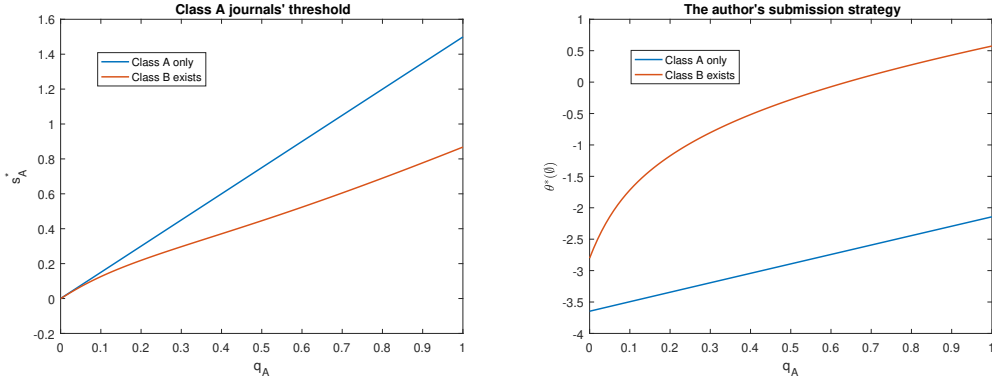 Class A journals' threshold
1.6
1.4
1.2
1
0.8
0.6
0.4
0.2
0
-0.2
s*_A
Class A only
Class B exists
0 0.1 0.2 0.3 0.4 0.5 0.6 0.7 0.8 0.9 1
q_A
The author's submission strategy
1
0.5
0
-0.5
-1
-1.5
-2
-2.5
-3
-3.5
-4
θ*(∅)
Class A only
Class B exists
0 0.1 0.2 0.3 0.4 0.5 0.6 0.7 0.8 0.9 1
q_A